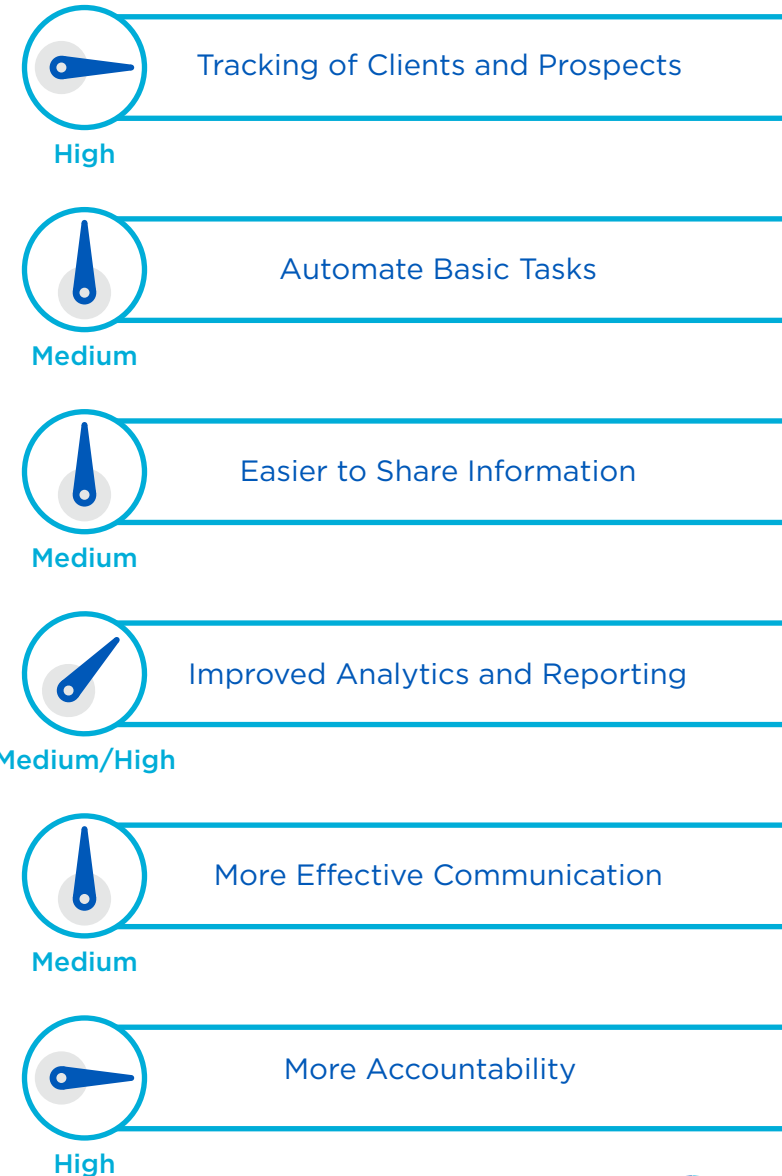 Tracking of Clients and Prospects
High
Automate Basic Tasks
Medium
Easier to Share Information
Medium
Improved Analytics and Reporting
Medium/High
More Effective Communication
Medium
More Accountability
High